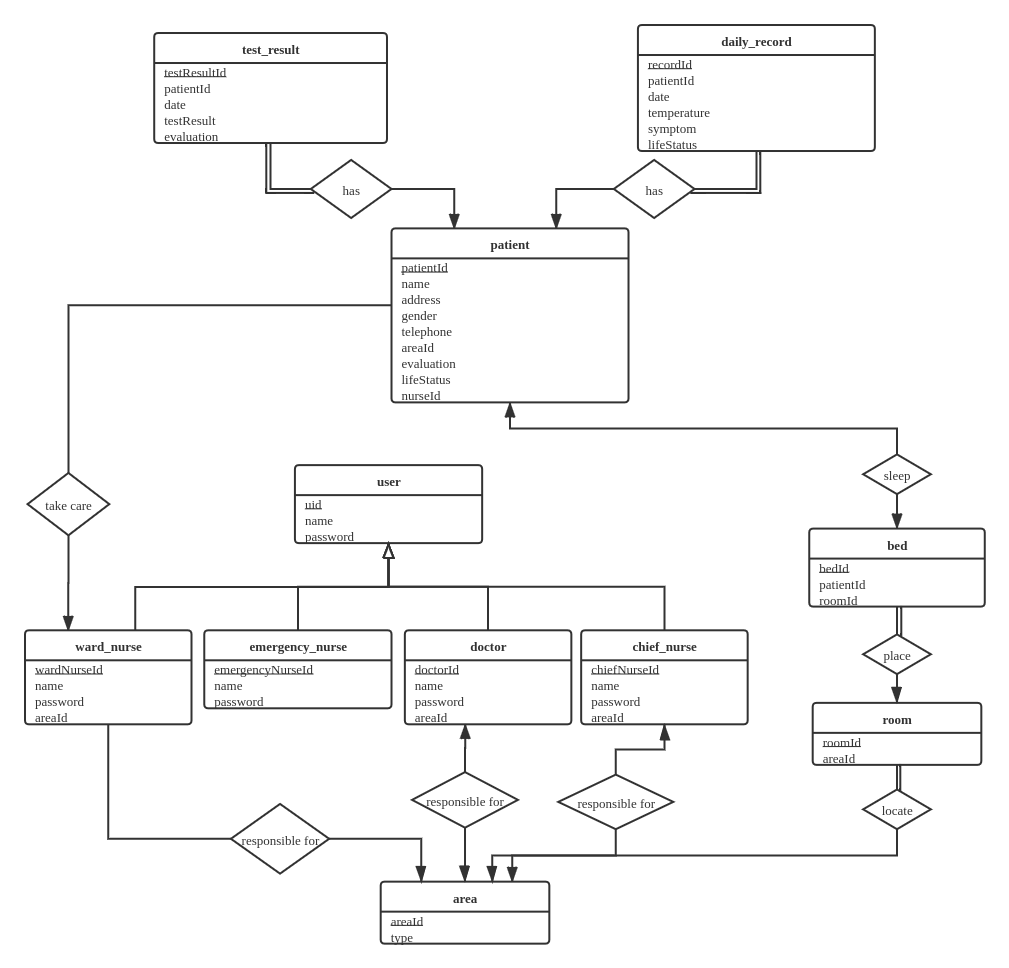 test_result
testResultId
patientId
date
testResult
evaluation
daily_record
recordId
patientId
date
temperature
symptom
lifeStatus
has
has
patient
patientId
name
address
gender
telephone
areaId
evaluation
lifeStatus
nurseId
take care
sleep
user
uid
name
password
bed
bedId
patientId
roomId
ward_nurse
wardNurseId
name
password
areaId
emergency_nurse
emergencyNurseId
name
password
doctor
doctorId
name
password
areaId
chief_nurse
chiefNurseId
name
password
areaId
place
room
roomId
areaId
responsible for
responsible for
responsible for
locate
area
areaId
type